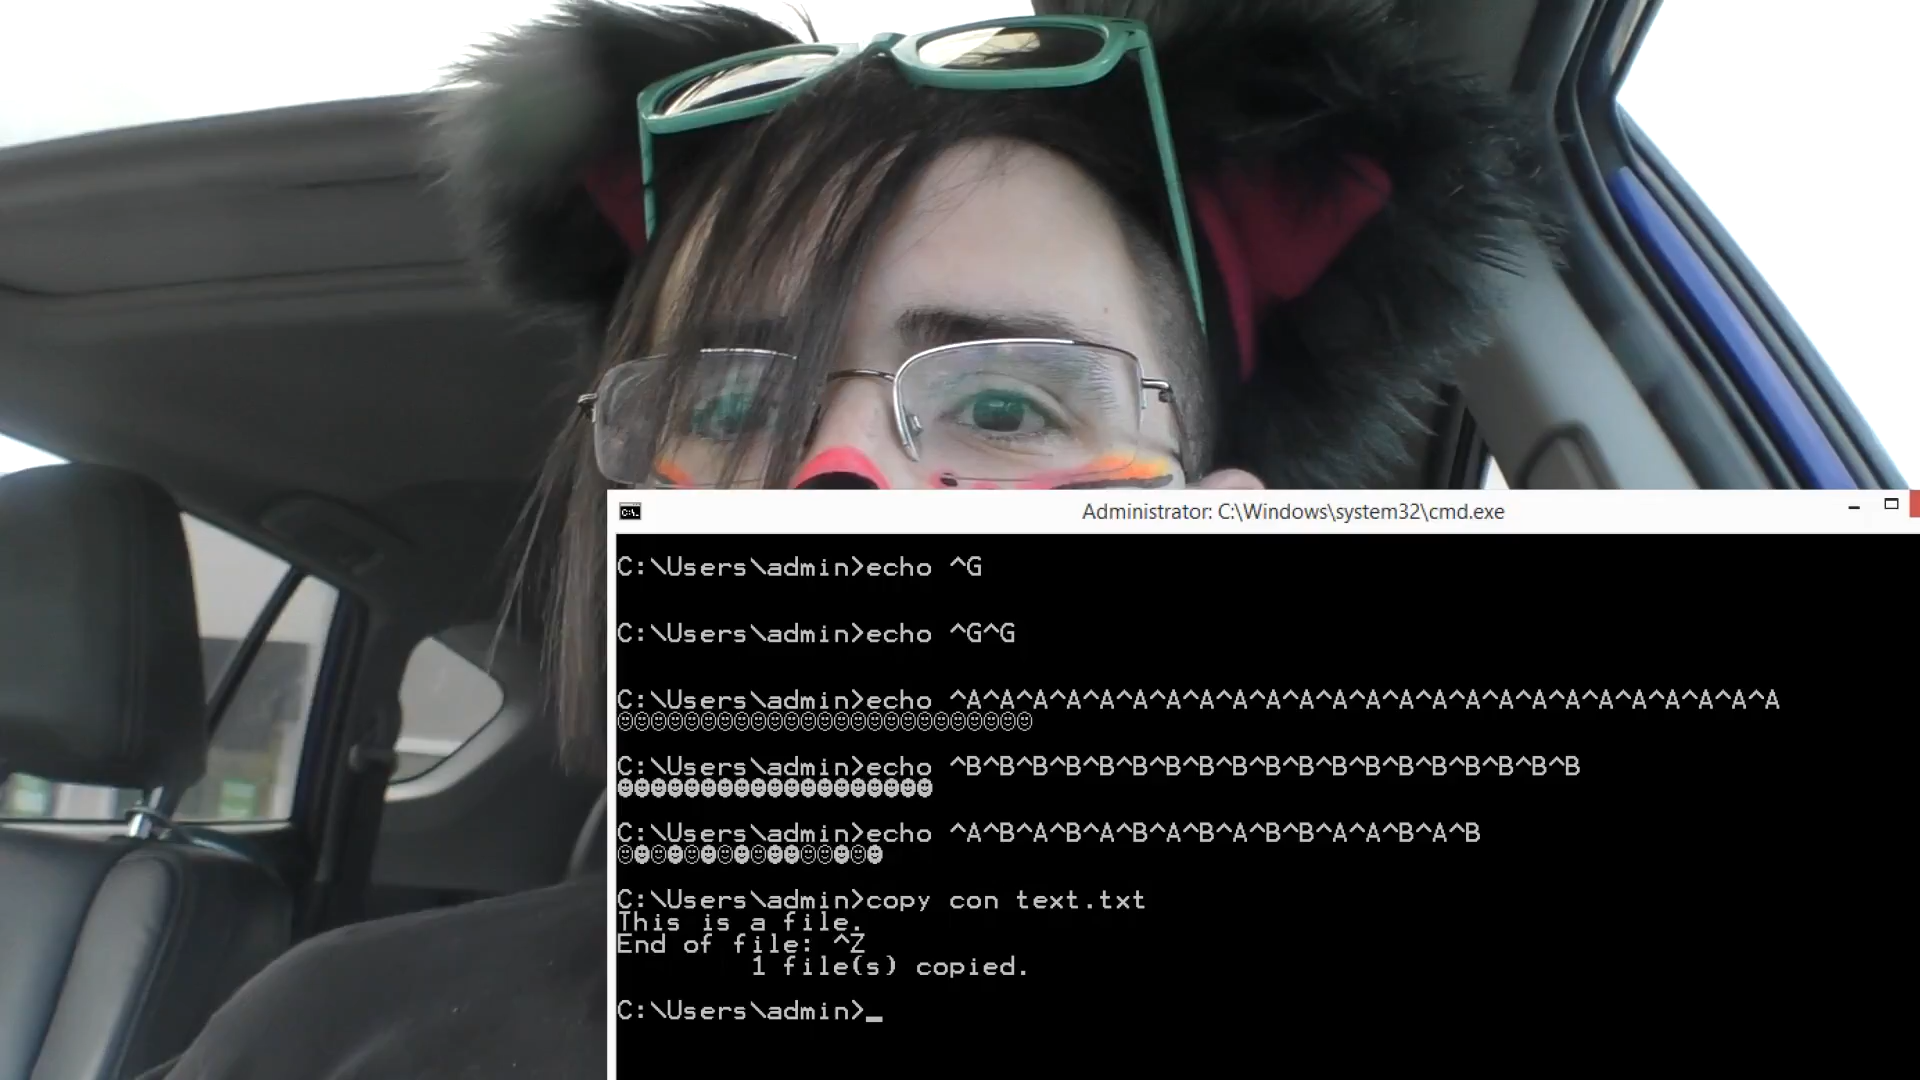 Administrator: C:\Windows\system32\cmd.exe
C:\Users\admin>echo ^G
C:\Users\admin>echo ^G^G
C:\Users\admin>echo ^A^A^A^A^A^A^A^A^A^A^A^A^A^A^A^A^A^A^A^A^A^A^A^A^A
☺☺☺☺☺☺☺☺☺☺☺☺☺☺☺☺☺☺☺☺☺☺☺☺☺
C:\Users\admin>echo ^B^B^B^B^B^B^B^B^B^B^B^B^B^B^B^B^B^B^B
☻☻☻☻☻☻☻☻☻☻☻☻☻☻☻☻☻☻☻
C:\Users\admin>echo ^A^B^A^B^A^B^A^B^A^B^B^A^A^B^A^B
☺☻☺☻☺☻☺☻☺☻☻☺☺☻☺☻
C:\Users\admin>copy con text.txt
This is a file.
End of file: ^Z
1 file(s) copied.
C:\Users\admin>_